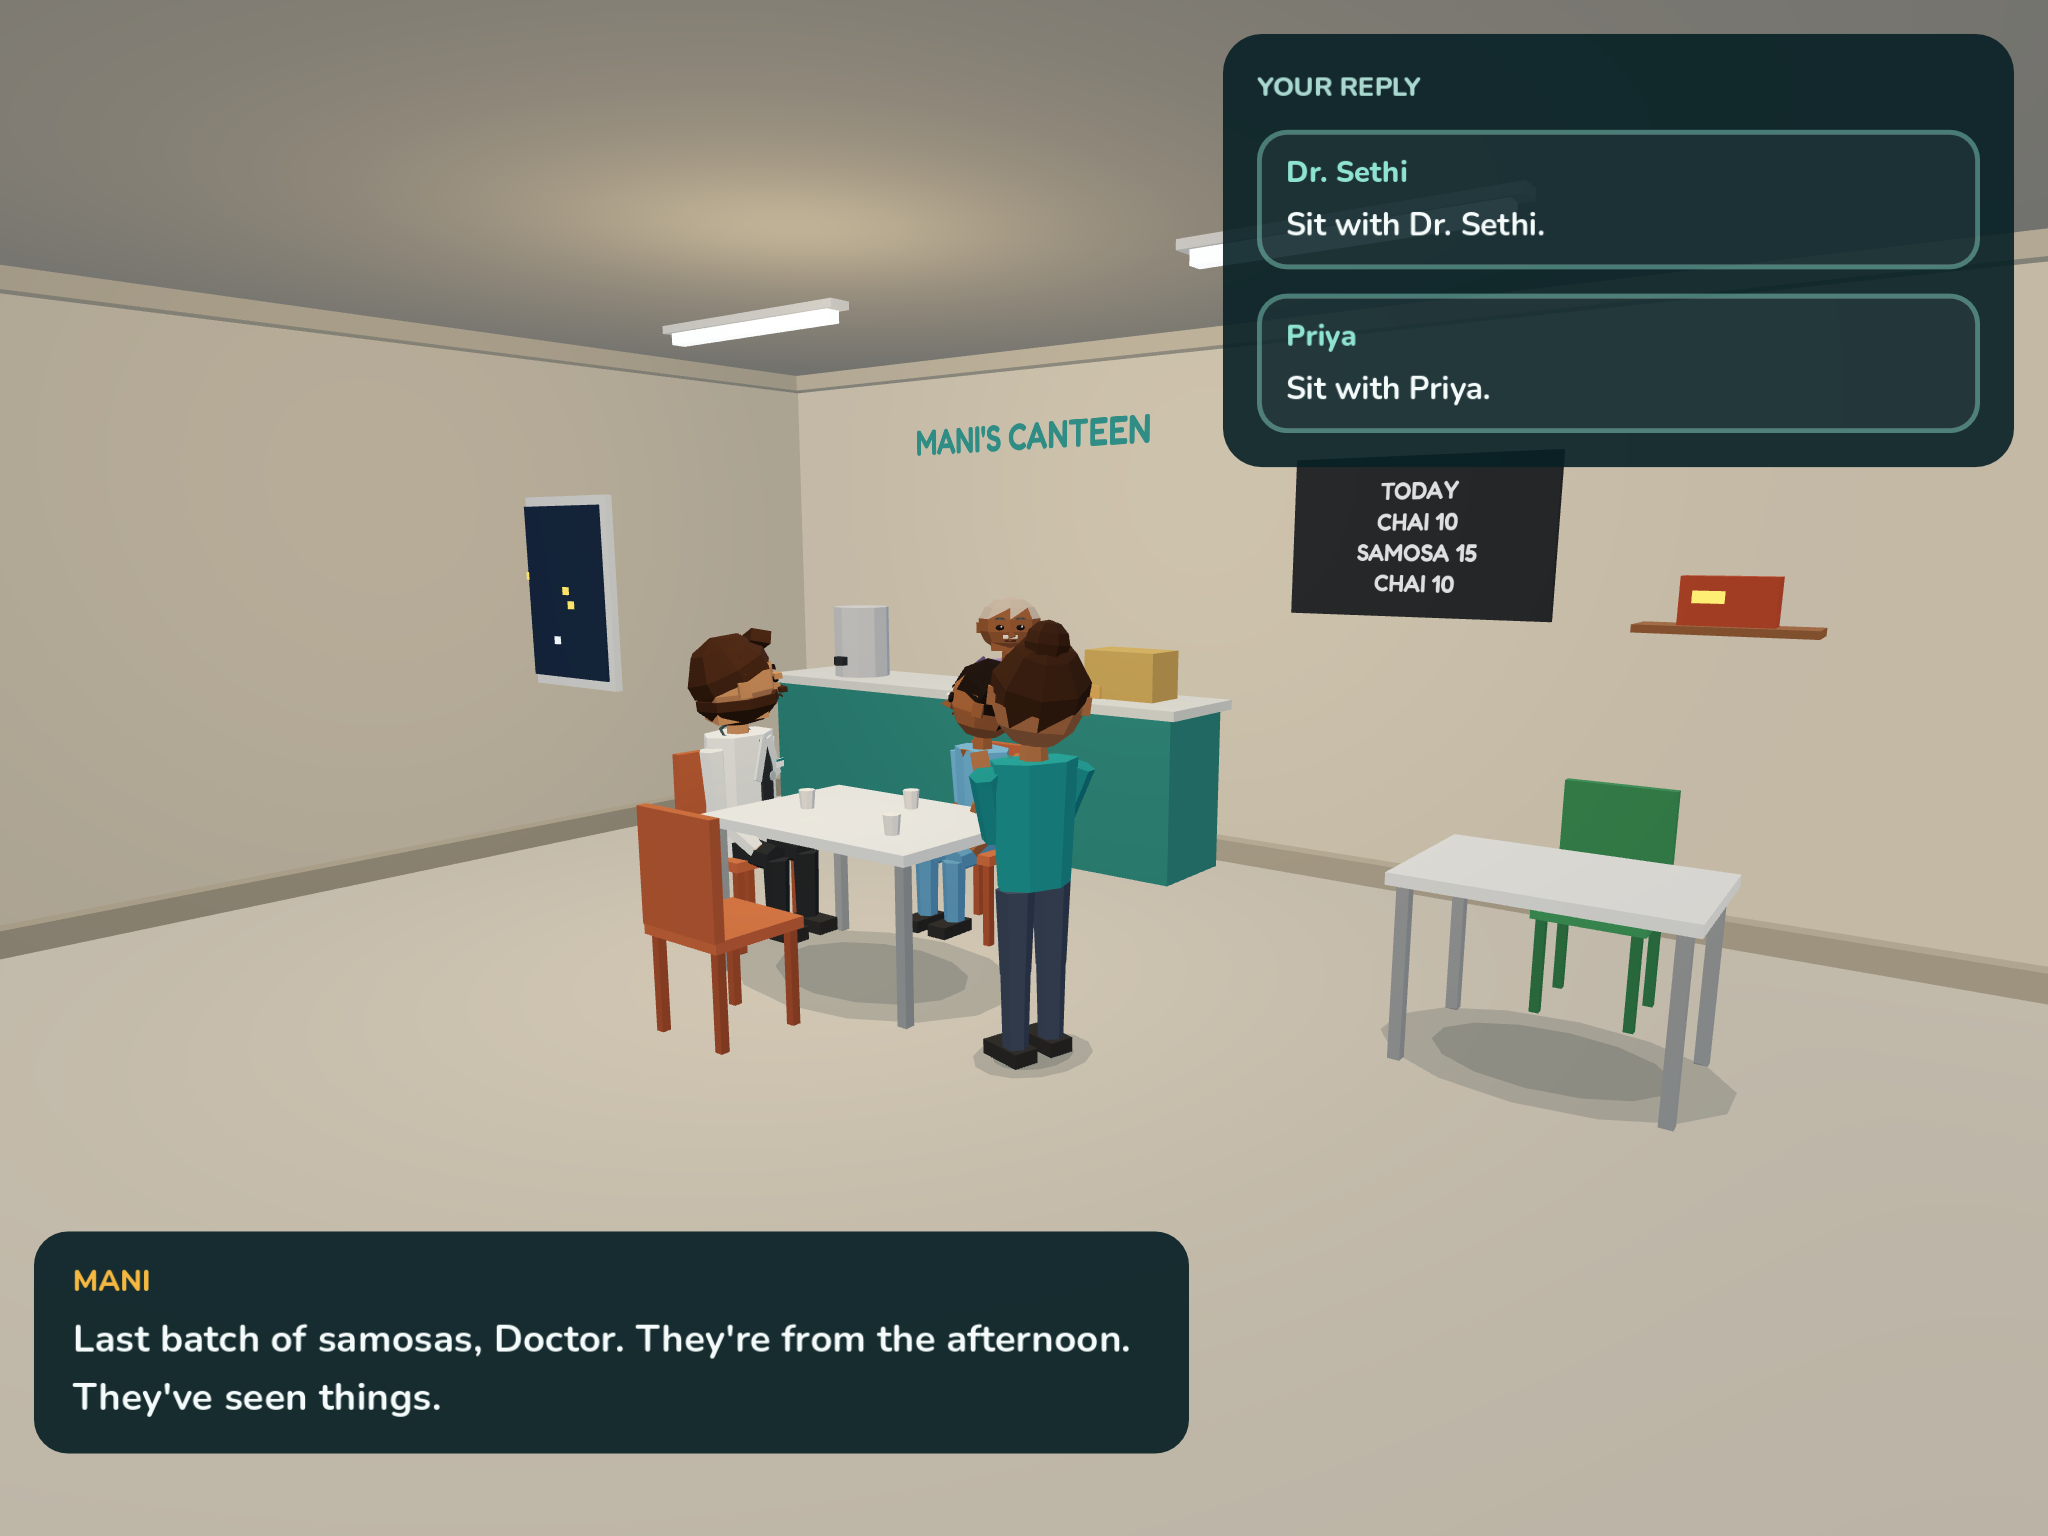 YOUR REPLY
Dr. Sethi
Sit with Dr. Sethi.
Priya
Sit with Priya.
MANI'S CANTEEN
TODAY
CHAI 10
SAMOSA 15
CHAI 10
MANI
Last batch of samosas, Doctor. They're from the afternoon.
They've seen things.